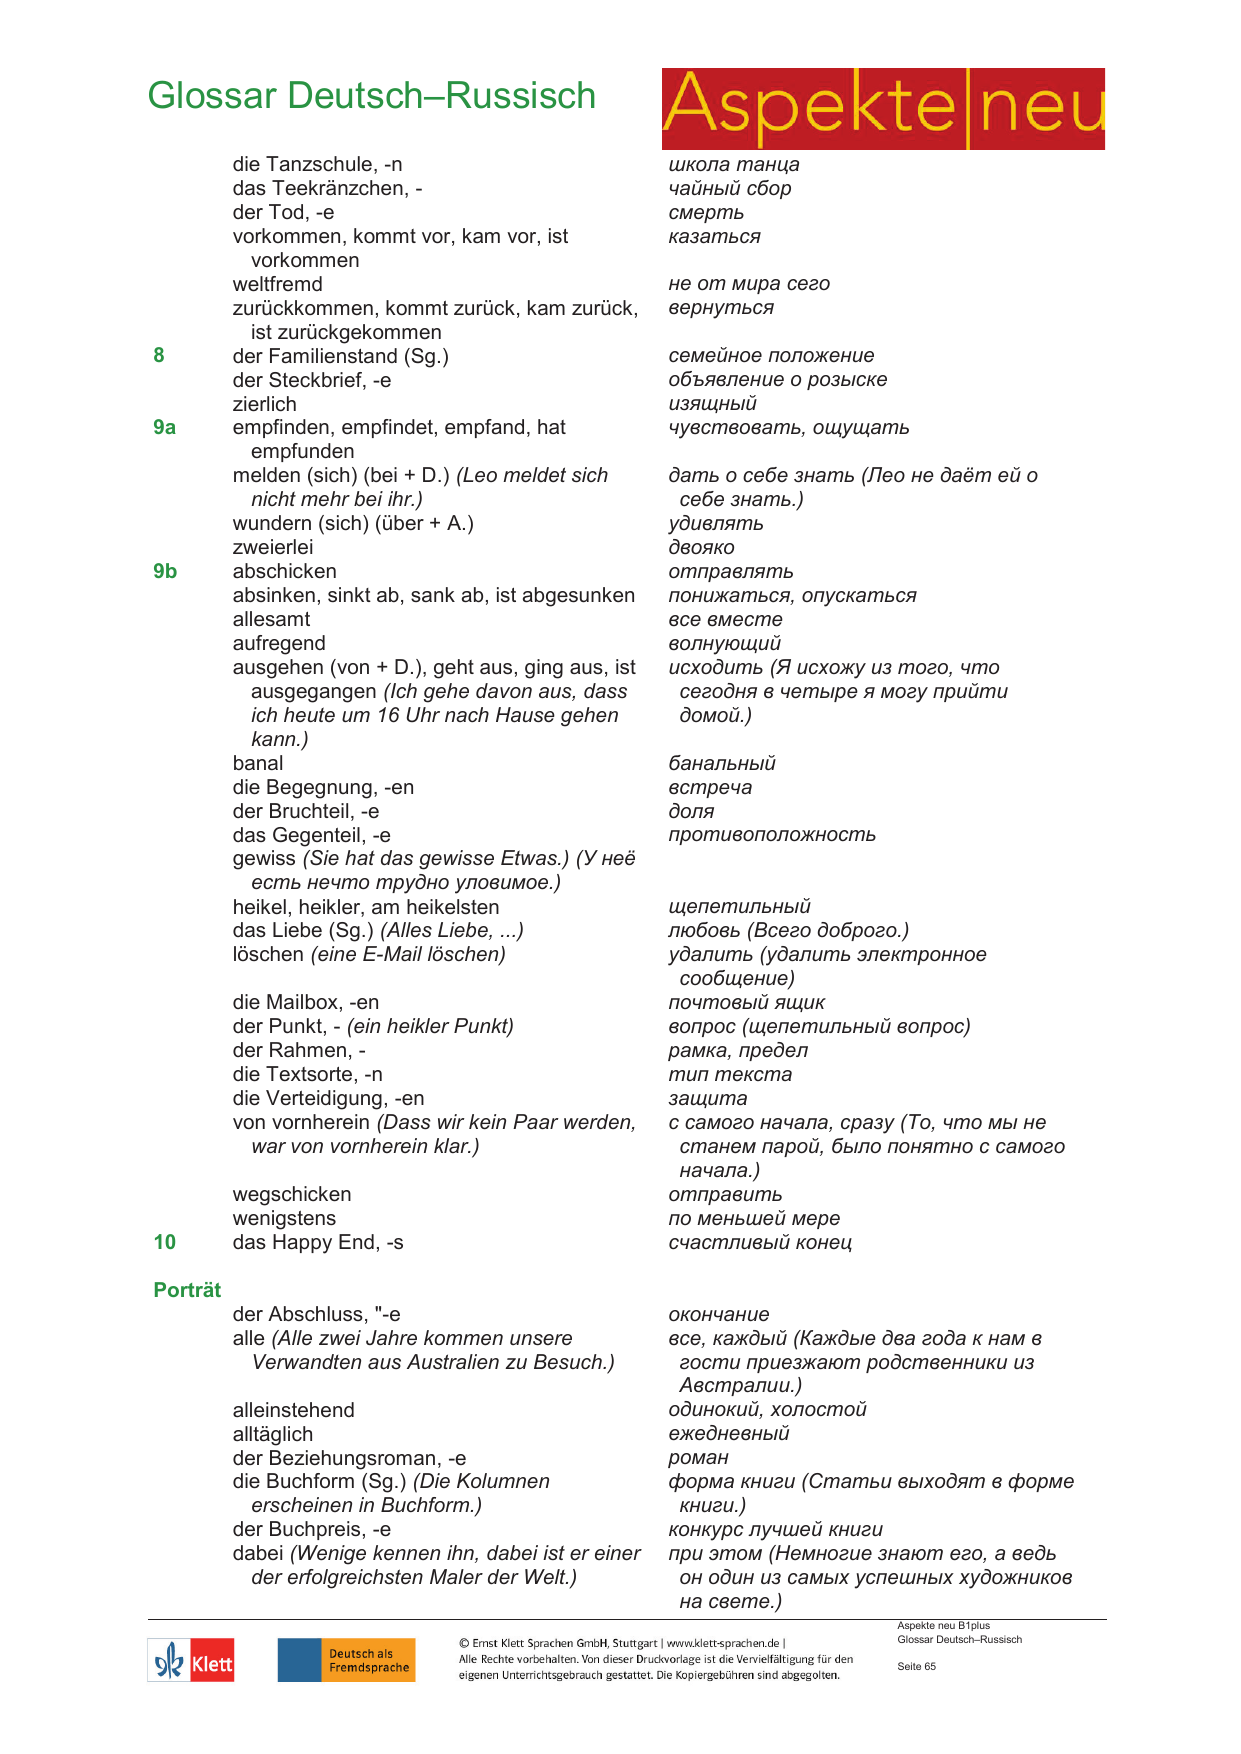 Glossar Deutsch–Russisch
Aspekte|neu
die Tanzschule, -n школа танца
das Teekränzchen, - чайный сбор
der Tod, -e смерть
vorkommen, kommt vor, kam vor, ist казаться
vorkommen
weltfremd не от мира сего
zurückkommen, kommt zurück, kam zurück, вернуться
ist zurückgekommen
8 der Familienstand (Sg.) семейное положение
der Steckbrief, -e объявление о розыске
zierlich изящный
9a empfinden, empfindet, empfand, hat чувствовать, ощущать
empfunden
melden (sich) (bei + D.) (Leo meldet sich дать о себе знать (Лео не даёт ей о
nicht mehr bei ihr.) себе знать.)
wundern (sich) (über + A.) удивлять
zweierlei двояко
9b abschicken отправлять
absinken, sinkt ab, sank ab, ist abgesunken понижаться, опускаться
allesamt все вместе
aufregend волнующий
ausgehen (von + D.), geht aus, ging aus, ist исходить (Я исхожу из того, что
ausgegangen (Ich gehe davon aus, dass сегодня в четыре я могу прийти
ich heute um 16 Uhr nach Hause gehen домой.)
kann.)
banal банальный
die Begegnung, -en встреча
der Bruchteil, -e доля
das Gegenteil, -e противоположность
gewiss (Sie hat das gewisse Etwas.) (У неё
есть нечто трудно уловимое.)
heikel, heikler, am heikelsten щепетильный
das Liebe (Sg.) (Alles Liebe, ...) любовь (Всего доброго.)
löschen (eine E-Mail löschen) удалить (удалить электронное
сообщение)
die Mailbox, -en почтовый ящик
der Punkt, - (ein heikler Punkt) вопрос (щепетильный вопрос)
der Rahmen, - рамка, предел
die Textsorte, -n тип текста
die Verteidigung, -en защита
von vornherein (Dass wir kein Paar werden, с самого начала, сразу (То, что мы не
war von vornherein klar.) станем парой, было понятно с самого
начала.)
wegschicken отправить
wenigstens по меньшей мере
10 das Happy End, -s счастливый конец
Porträt
der Abschluss, "-e окончание
alle (Alle zwei Jahre kommen unsere все, каждый (Каждые два года к нам в
Verwandten aus Australien zu Besuch.) гости приезжают родственники из
Австралии.)
alleinstehend одинокий, холостой
alltäglich ежедневный
der Beziehungsroman, -e роман
die Buchform (Sg.) (Die Kolumnen форма книги (Статьи выходят в форме
erscheinen in Buchform.) книги.)
der Buchpreis, -e конкурс лучшей книги
dabei (Wenige kennen ihn, dabei ist er einer при этом (Немногие знают его, а ведь
der erfolgreichsten Maler der Welt.) он один из самых успешных художников
на свете.)
Klett
Deutsch als
Fremdsprache
© Ernst Klett Sprachen GmbH, Stuttgart | www.klett-sprachen.de |
Alle Rechte vorbehalten. Von dieser Druckvorlage ist die Vervielfältigung für den
eigenen Unterrichtsgebrauch gestattet. Die Kopiergebühren sind abgegolten.
Aspekte neu B1plus
Glossar Deutsch–Russisch
Seite 65